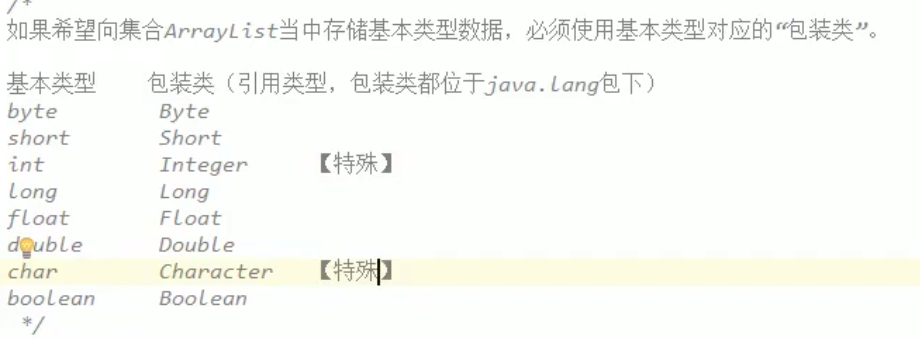 /*
如果希望向集合ArrayList当中存储基本类型数据，必须使用基本类型对应的“包装类”。
基本类型 包装类（引用类型，包装类都位于java.lang包下）
byte Byte
short Short
int Integer 【特殊】
long Long
float Float
double Double
char Character 【特殊】
boolean Boolean
*/